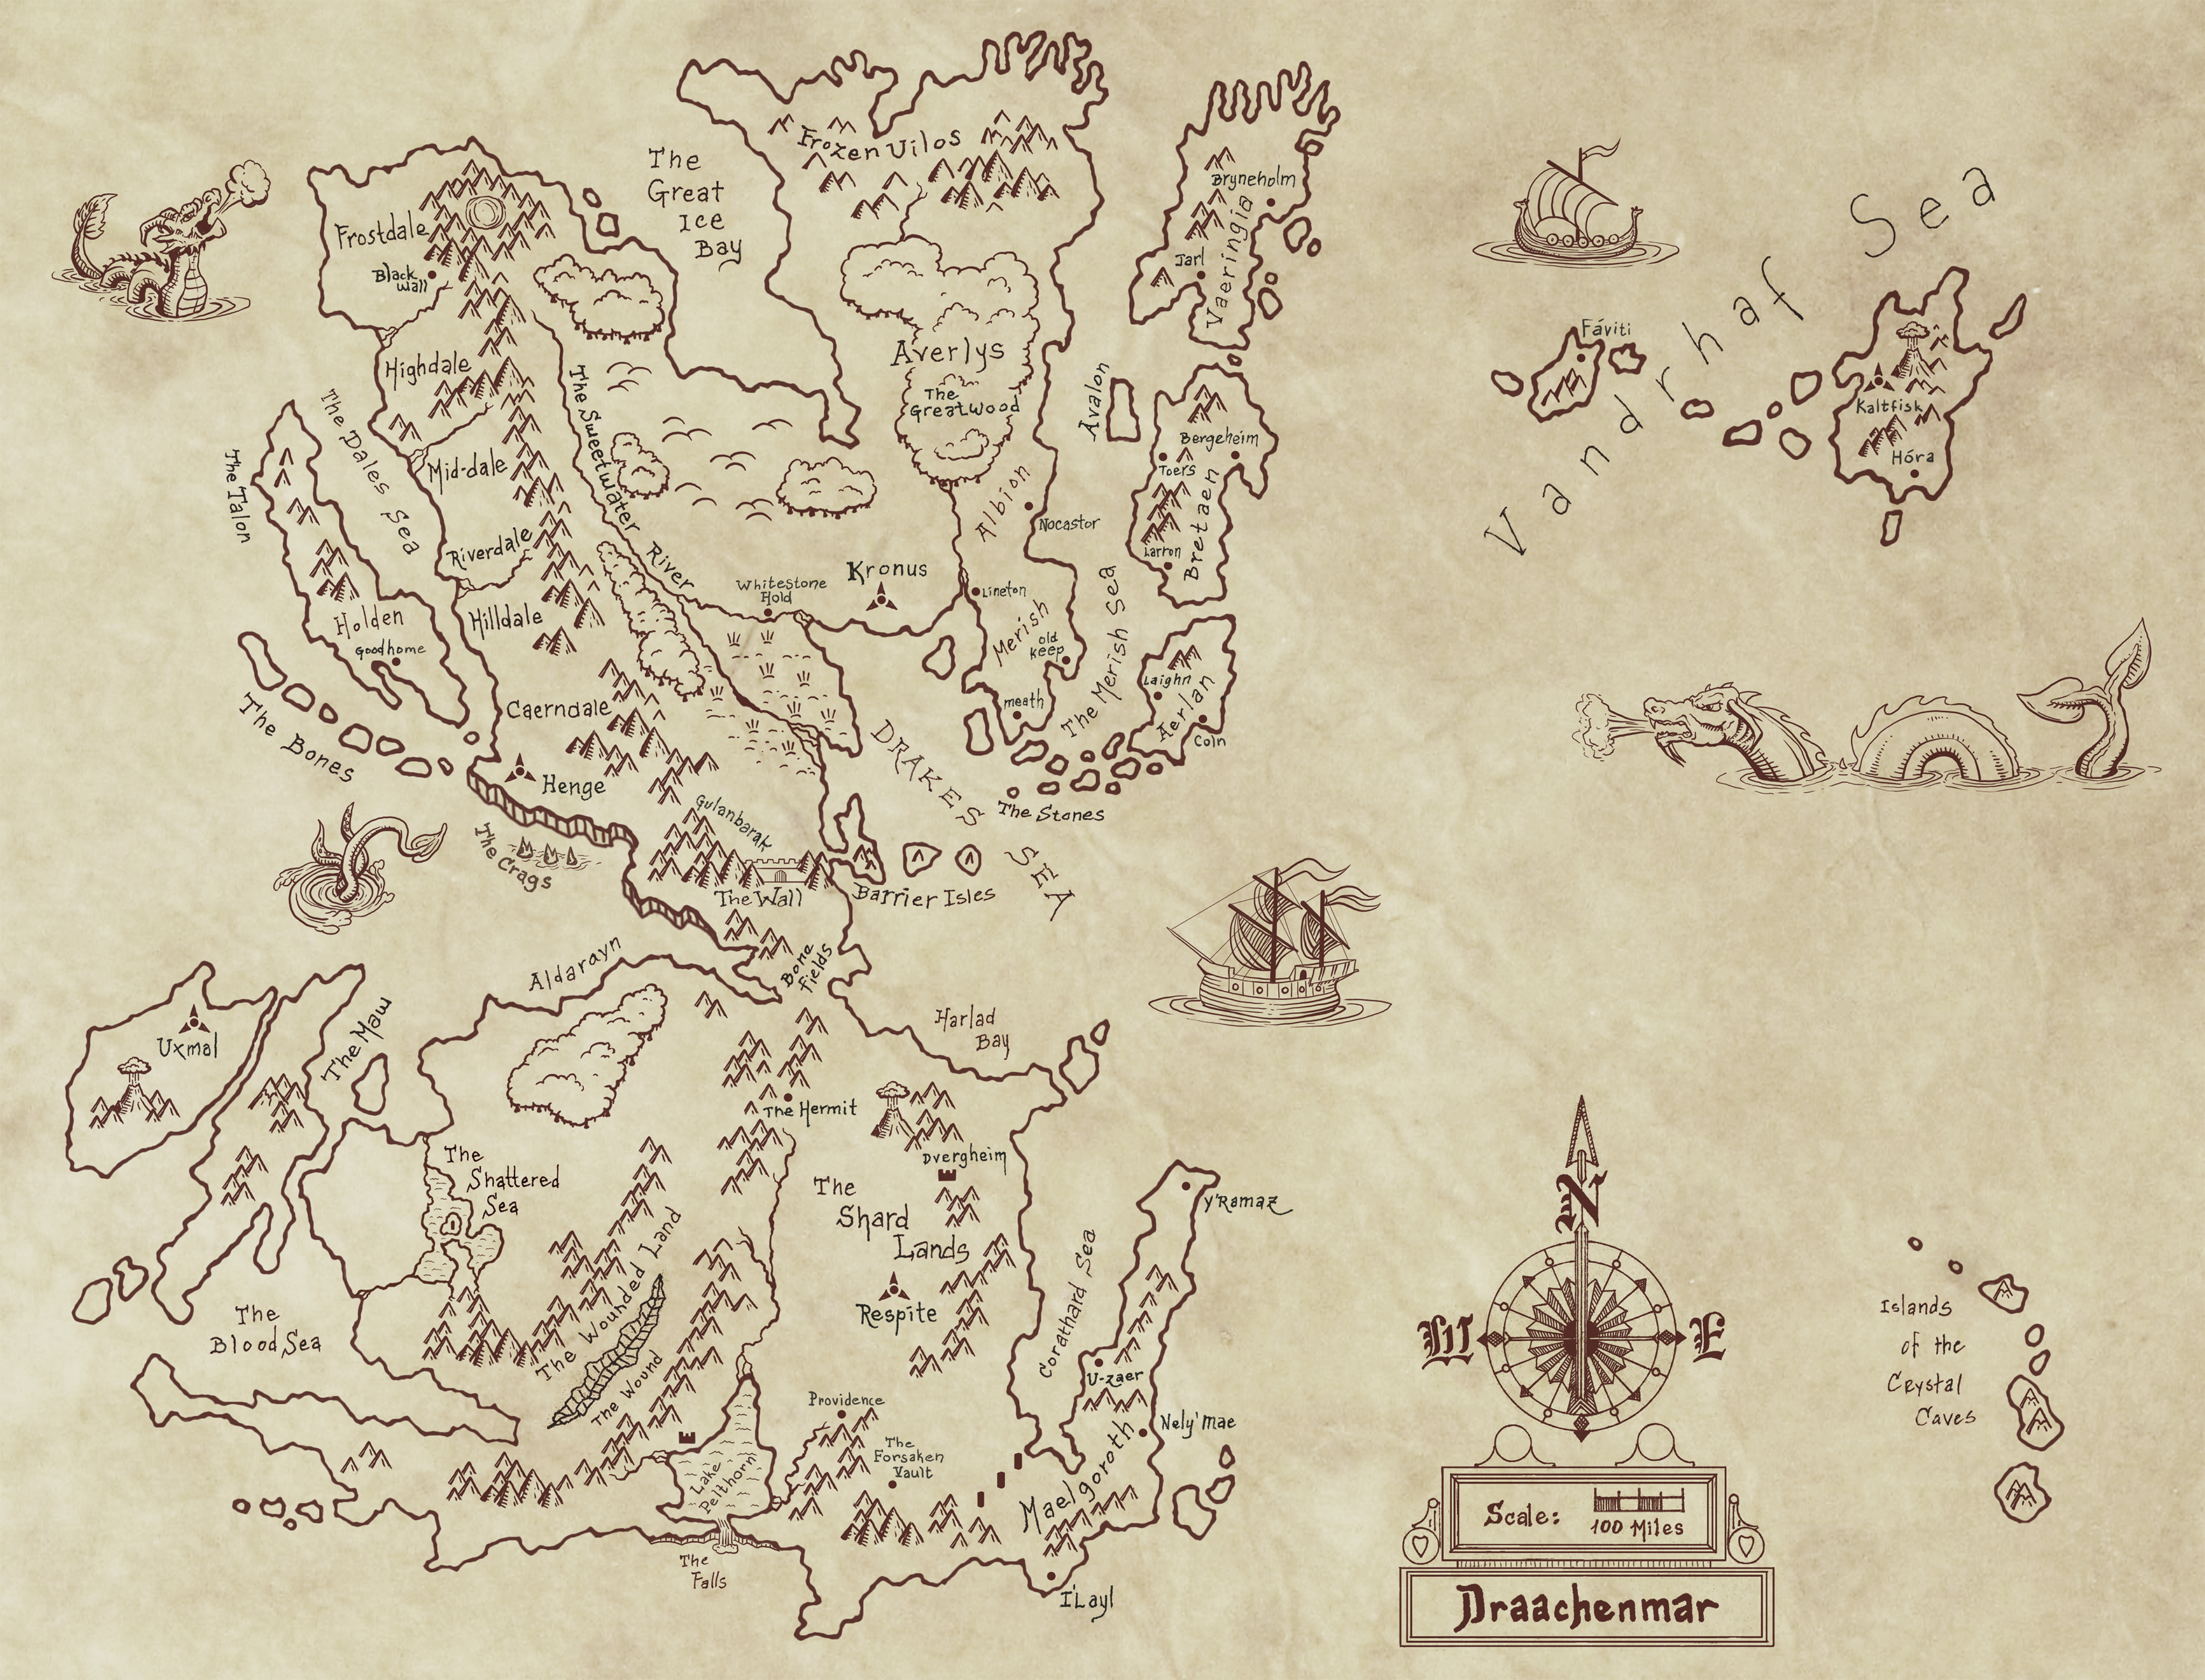 Frozen Uilos
The
Great
Ice
Bay
Bryneholm
Frostdale
Black
Wall
Jarl
Vaeringia
Vandrhaf Sea
Fáviti
Highdale
Averlys
The
Greatwood
Avalon
Kaltfisk
Hóra
The Dales Sea
The Sweetwater River
The Talon
Mid-dale
Bergeheim
Toers
Bretaen
Albion
Nocastor
Larron
Riverdale
Whitestone
Hold
Kronus
Lineton
Holden
Goodhome
Hilldale
Merish
Old
Keep
The Merish Sea
Laighn
Aerlan
Coln
meath
The Bones
Caerndale
Henge
DRAKES SEA
The Stones
Gulanbarak
The Crags
The Wall
Barrier Isles
Aldarayn
Bone
Fields
Uxmal
The Maw
Harlad
Bay
The Hermit
Dvergheim
The
Shattered
Sea
The
Shard
Lands
Y'Ramaz
The Wounded Land
Respite
Corathard Sea
The
Blood Sea
The Wound
U-zaer
Providence
Nely'mae
The
Forsaken
Vault
Lake
Pelthorn
Maelgoroth
The
Falls
I'Layl
N
W
E
Islands
of the
Crystal
Caves
Scale:
100 Miles
Draachenmar